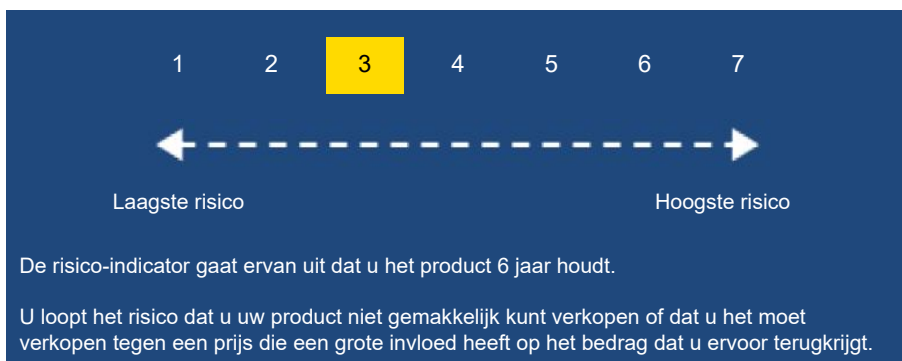 1 2 3 4 5 6 7
Laagste risico Hoogste risico
De risico-indicator gaat ervan uit dat u het product 6 jaar houdt.
U loopt het risico dat u uw product niet gemakkelijk kunt verkopen of dat u het moet
verkopen tegen een prijs die een grote invloed heeft op het bedrag dat u ervoor terugkrijgt.